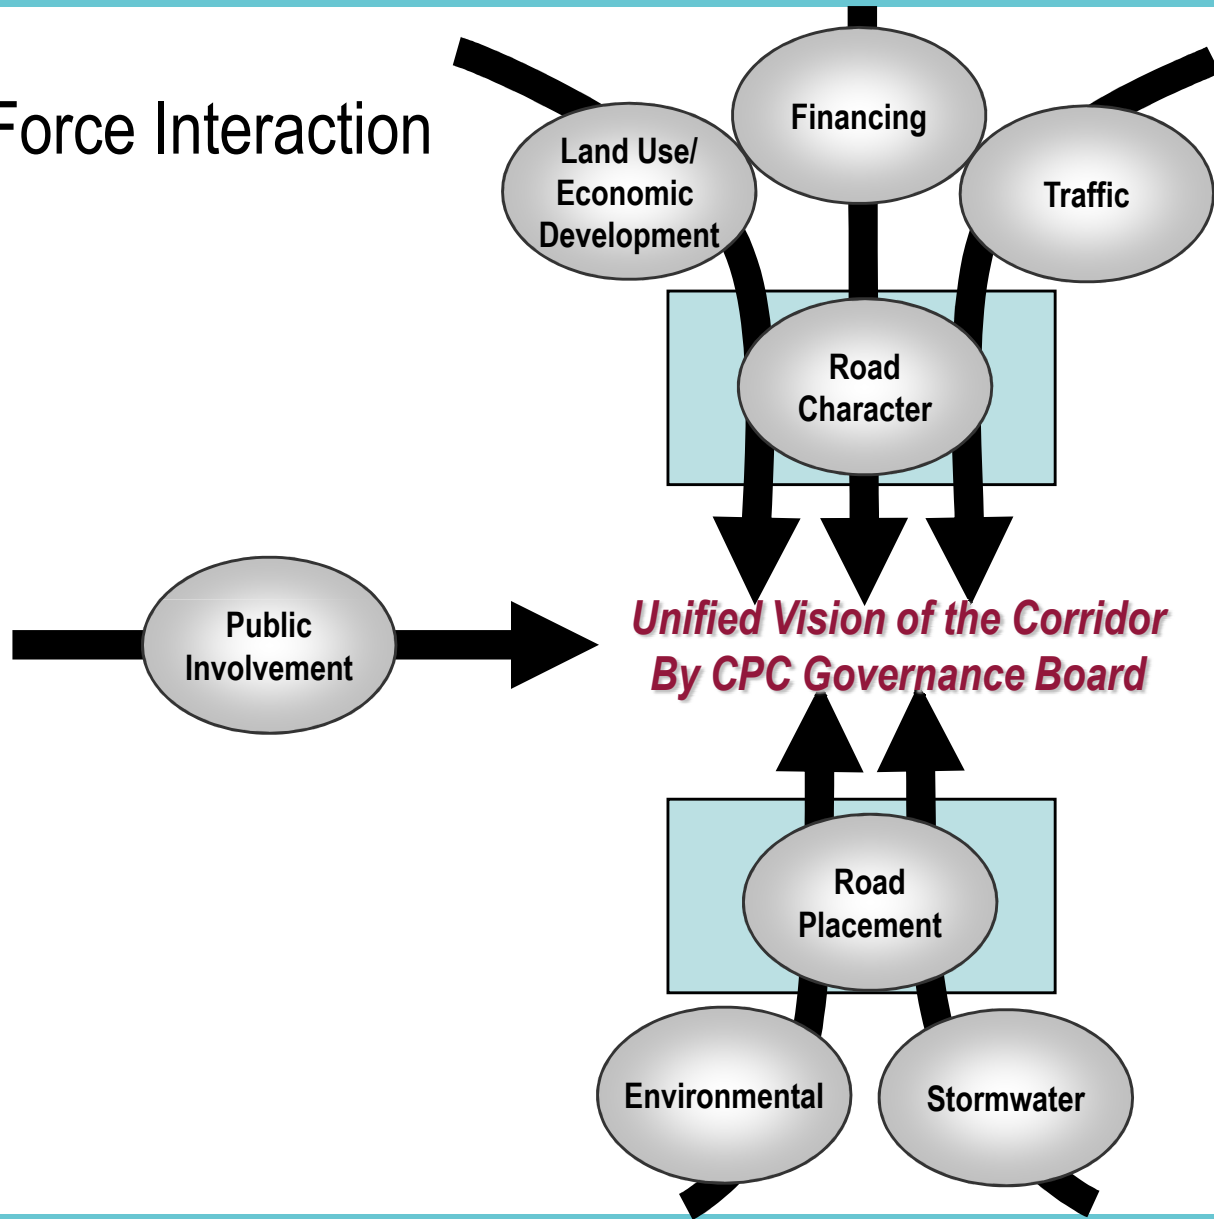 Force Interaction
Financing
Land Use/
Economic
Development
Traffic
Road
Character
Public
Involvement
Unified Vision of the Corridor
By CPC Governance Board
Road
Placement
Environmental
Stormwater